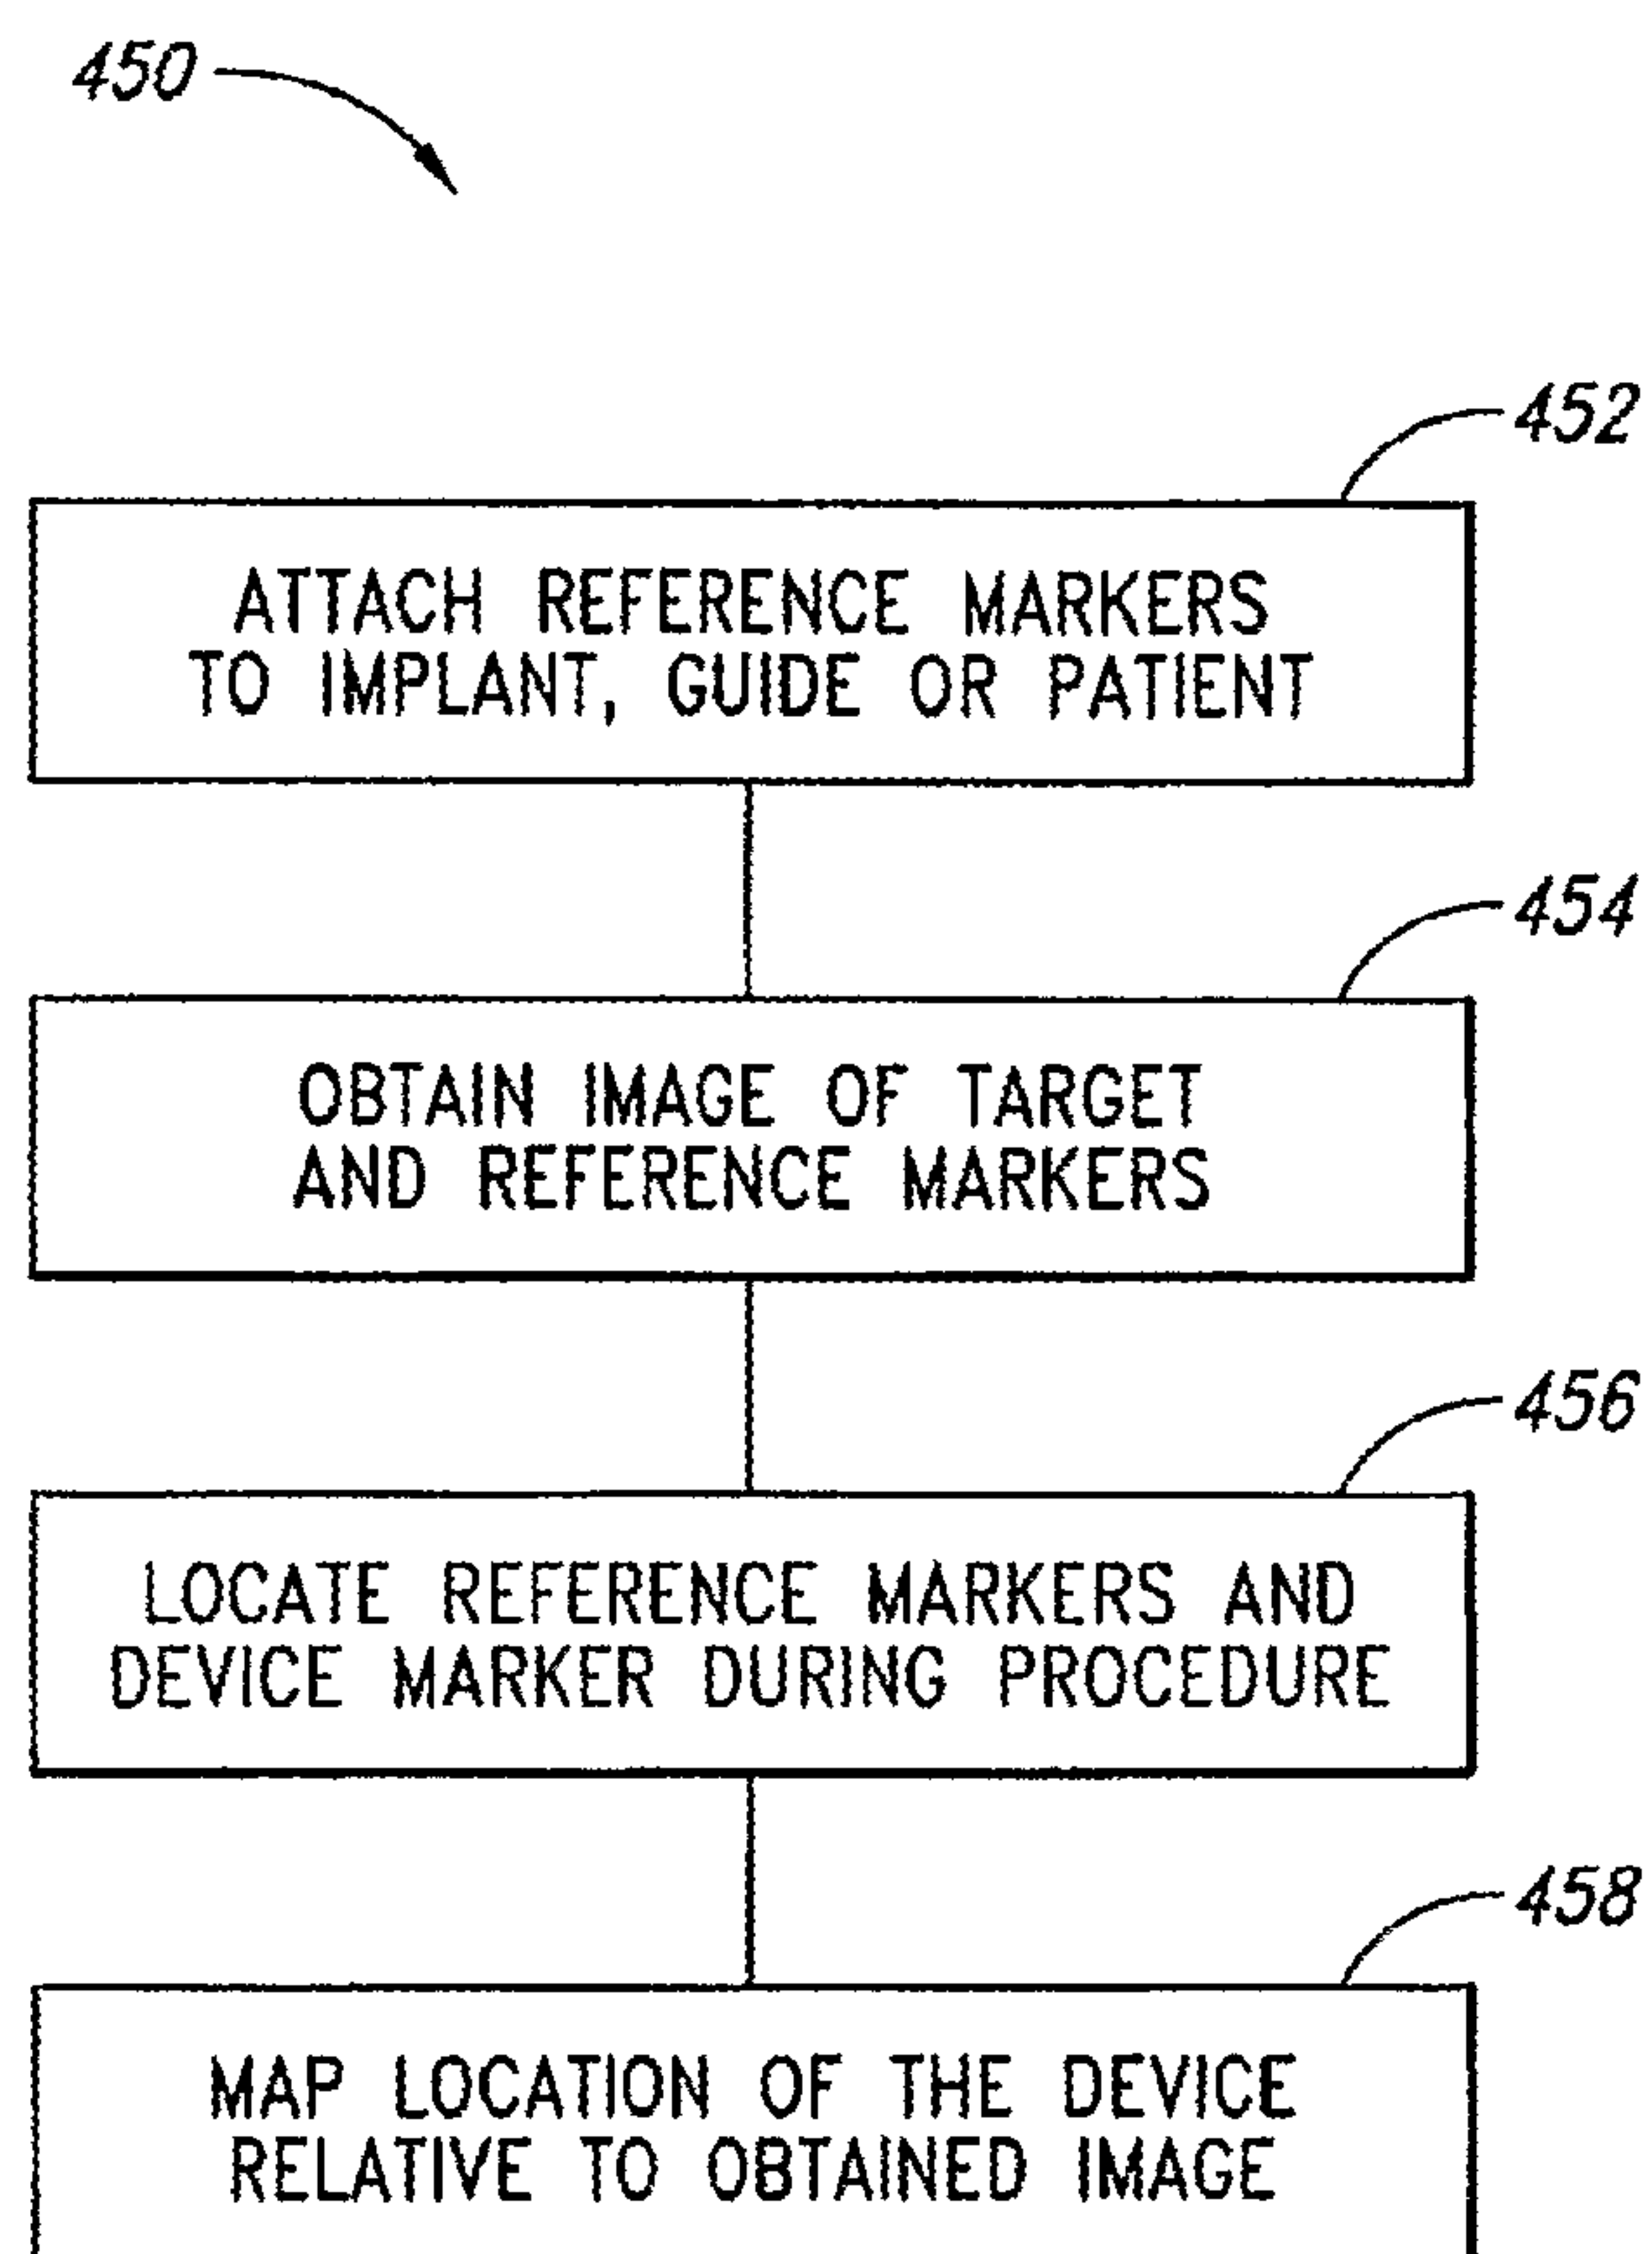 450
452
ATTACH REFERENCE MARKERS
TO IMPLANT, GUIDE OR PATIENT
454
OBTAIN IMAGE OF TARGET
AND REFERENCE MARKERS
456
LOCATE REFERENCE MARKERS AND
DEVICE MARKER DURING PROCEDURE
458
MAP LOCATION OF THE DEVICE
RELATIVE TO OBTAINED IMAGE